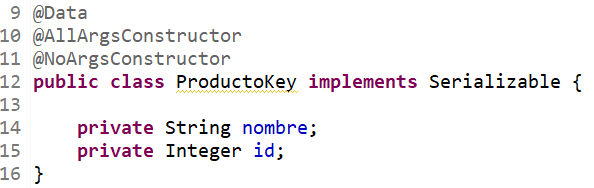 9 @Data
10 @AllArgsConstructor
11 @NoArgsConstructor
12 public class ProductoKey implements Serializable {
13
14     private String nombre;
15     private Integer id;
16 }